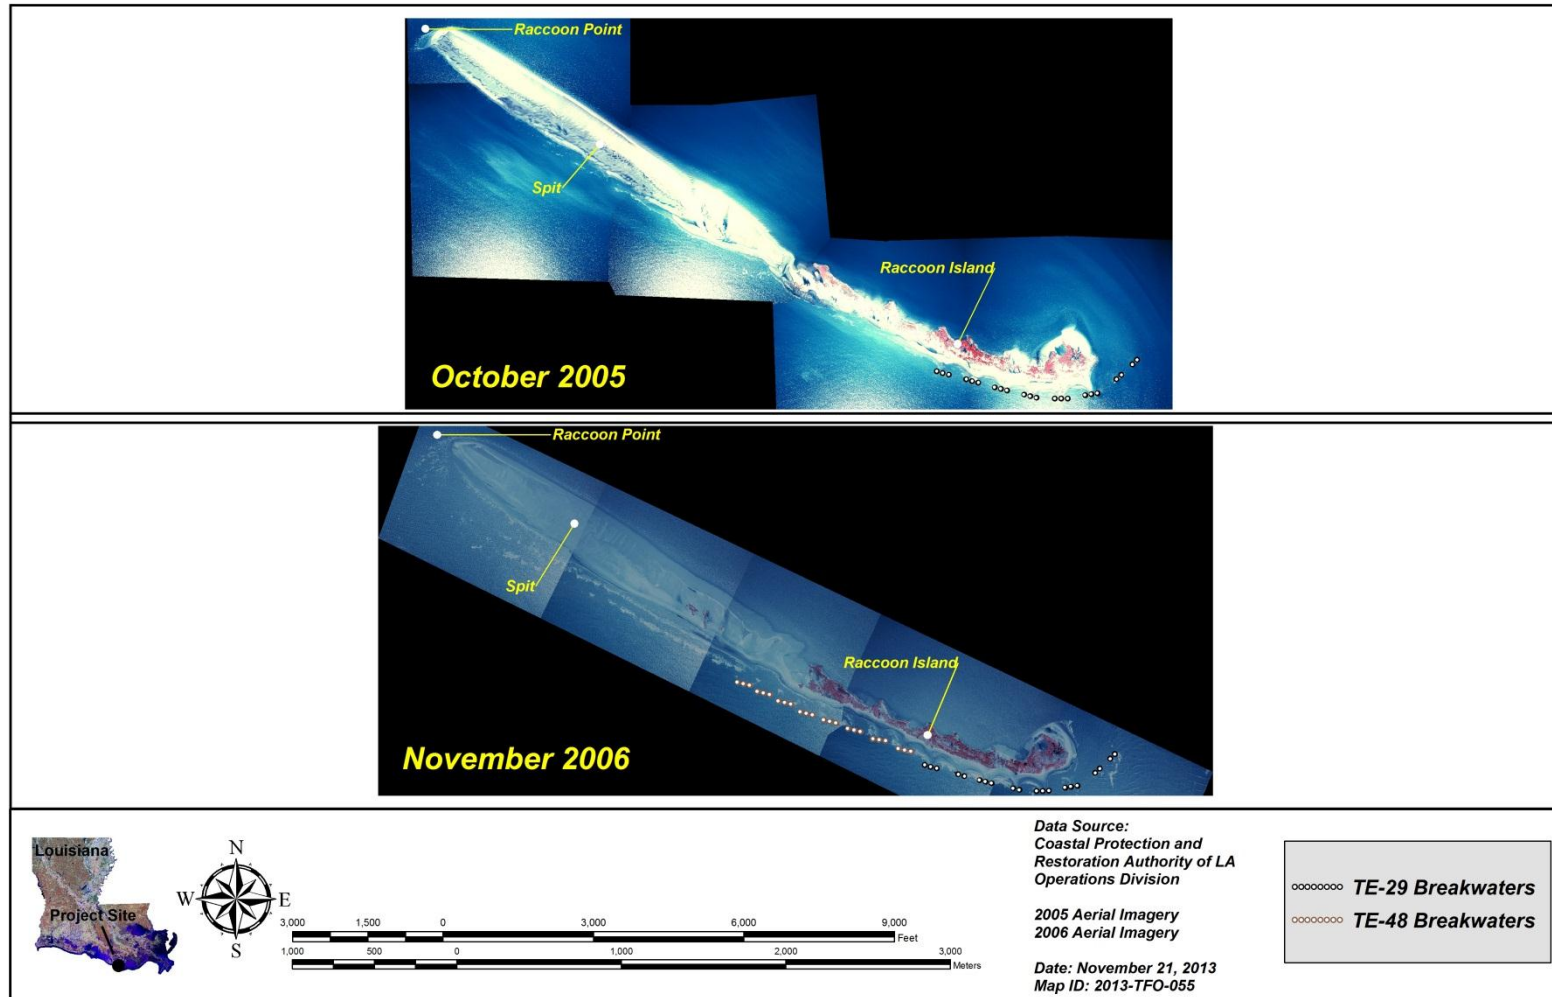 Raccoon Point
Spit
Raccoon Island
October 2005
Raccoon Point
Spit
Raccoon Island
November 2006
Louisiana
Project Site
N
W E
S
3,000 1,500 0 3,000 6,000 9,000
Feet
1,000 500 0 1,000 2,000 3,000
Meters
Data Source:
Coastal Protection and
Restoration Authority of LA
Operations Division
2005 Aerial Imagery
2006 Aerial Imagery
Date: November 21, 2013
Map ID: 2013-TFO-055
TE-29 Breakwaters
TE-48 Breakwaters